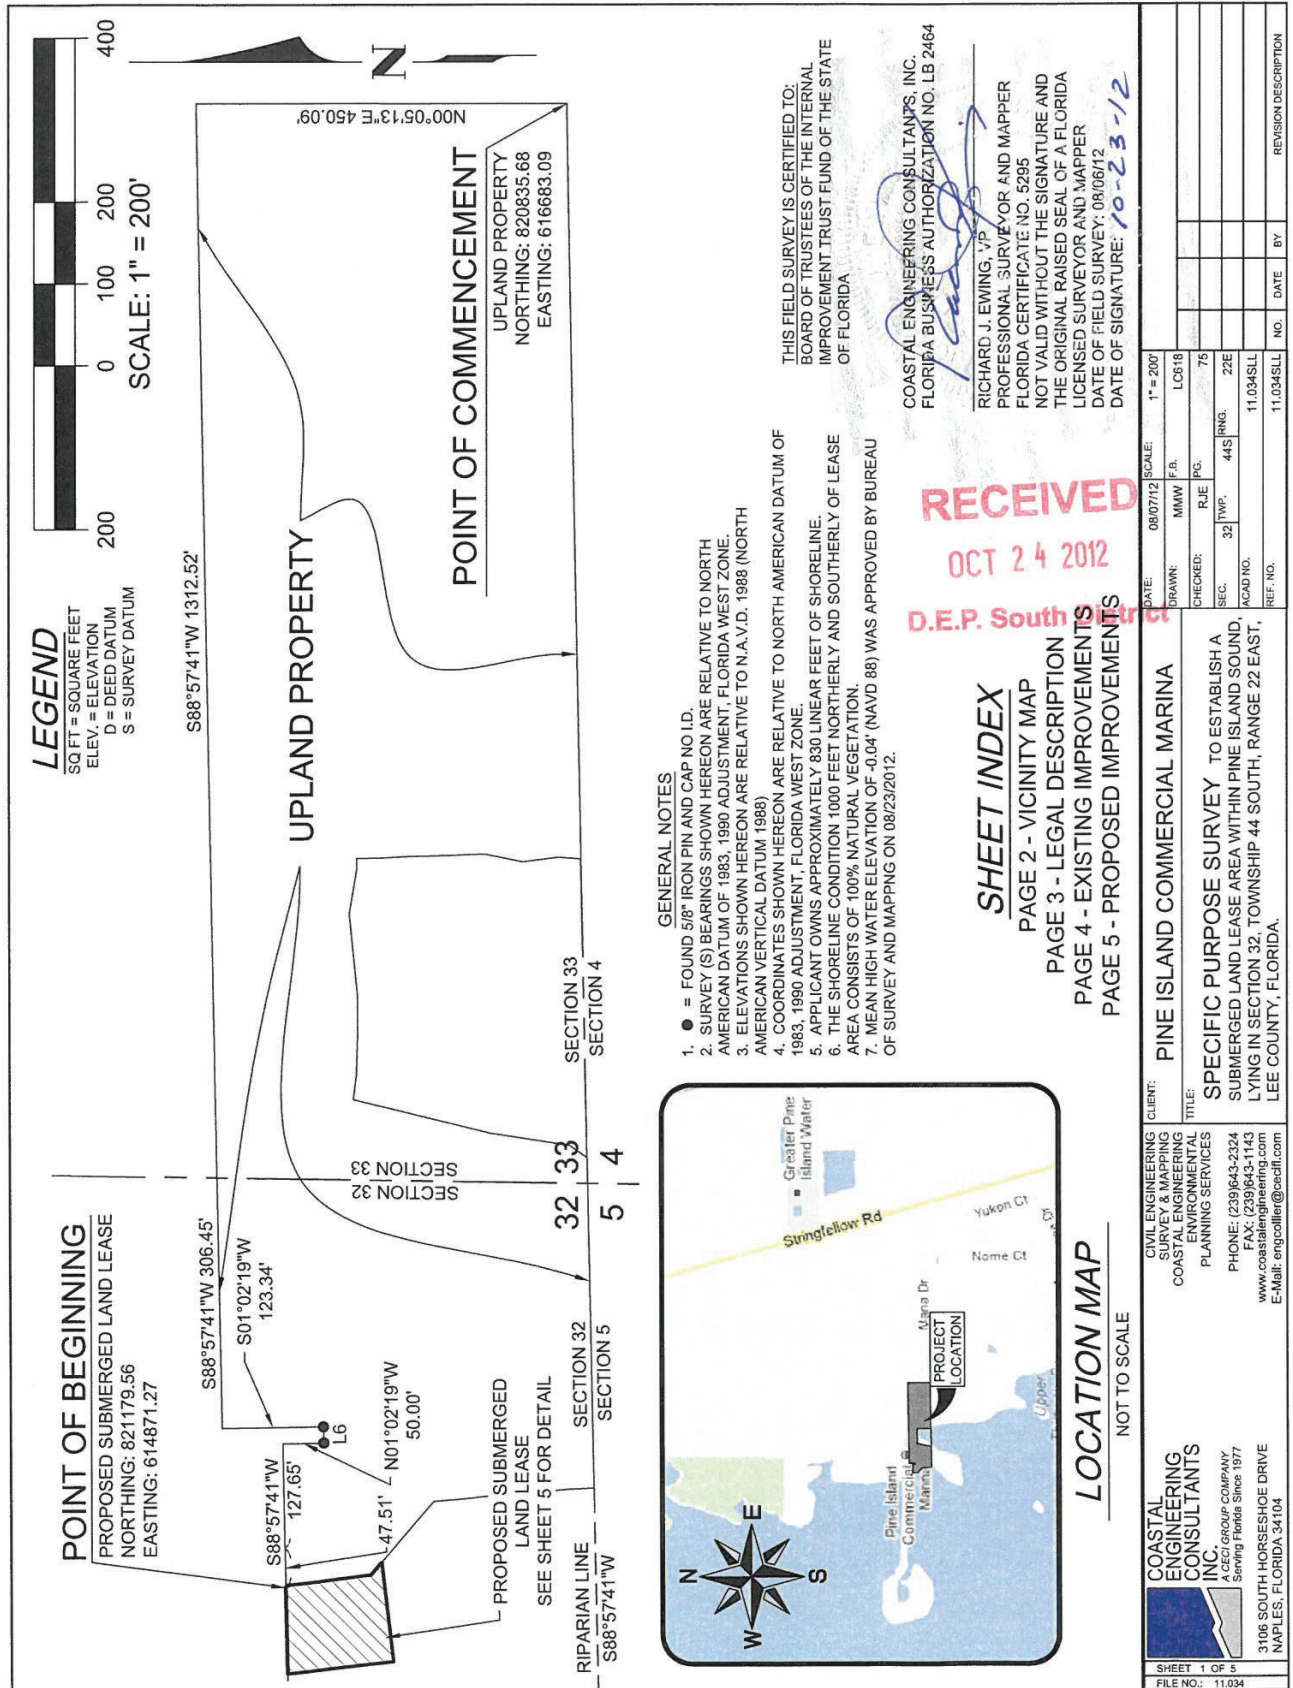 LEGEND
SQ FT = SQUARE FEET
ELEV. = ELEVATION
D = DEED DATUM
S = SURVEY DATUM
200 0 100 200 400
SCALE: 1" = 200'
N
POINT OF BEGINNING
PROPOSED SUBMERGED LAND LEASE
NORTHING: 821179.56
EASTING: 614871.27
S88°57'41"W 306.45'
S01°02'19"W
123.34'
S88°57'41"W
127.65'
L6
N01°02'19"W
50.00'
47.51'
PROPOSED SUBMERGED
LAND LEASE
SEE SHEET 5 FOR DETAIL
RIPARIAN LINE
S88°57'41"W
SECTION 32
SECTION 5
SECTION 32
SECTION 33
32 33
5 4
SECTION 33
SECTION 4
S88°57'41"W 1312.52'
UPLAND PROPERTY
N00°05'13"E 450.09'
POINT OF COMMENCEMENT
UPLAND PROPERTY
NORTHING: 820835.68
EASTING: 616683.09
GENERAL NOTES
1. ● = FOUND 5/8" IRON PIN AND CAP NO I.D.
2. SURVEY (S) BEARINGS SHOWN HEREON ARE RELATIVE TO NORTH
AMERICAN DATUM OF 1983, 1990 ADJUSTMENT, FLORIDA WEST ZONE.
3. ELEVATIONS SHOWN HEREON ARE RELATIVE TO N.A.V.D. 1988 (NORTH
AMERICAN VERTICAL DATUM 1988)
4. COORDINATES SHOWN HEREON ARE RELATIVE TO NORTH AMERICAN DATUM OF
1983, 1990 ADJUSTMENT, FLORIDA WEST ZONE.
5. APPLICANT OWNS APPROXIMATELY 830 LINEAR FEET OF SHORELINE.
6. THE SHORELINE CONDITION 1000 FEET NORTHERLY AND SOUTHERLY OF LEASE
AREA CONSISTS OF 100% NATURAL VEGETATION.
7. MEAN HIGH WATER ELEVATION OF -0.04' (NAVD 88) WAS APPROVED BY BUREAU
OF SURVEY AND MAPPNG ON 08/23/2012.
THIS FIELD SURVEY IS CERTIFIED TO:
BOARD OF TRUSTEES OF THE INTERNAL
IMPROVEMENT TRUST FUND OF THE STATE
OF FLORIDA
COASTAL ENGINEERING CONSULTANTS, INC.
FLORIDA BUSINESS AUTHORIZATION NO. LB 2464
RICHARD J. EWING, VP
PROFESSIONAL SURVEYOR AND MAPPER
FLORIDA CERTIFICATE NO. 5295
NOT VALID WITHOUT THE SIGNATURE AND
THE ORIGINAL RAISED SEAL OF A FLORIDA
LICENSED SURVEYOR AND MAPPER
DATE OF FIELD SURVEY: 08/06/12
DATE OF SIGNATURE: 10-23-12
RECEIVED
OCT 24 2012
D.E.P. South District
SHEET INDEX
PAGE 2 - VICINITY MAP
PAGE 3 - LEGAL DESCRIPTION
PAGE 4 - EXISTING IMPROVEMENTS
PAGE 5 - PROPOSED IMPROVEMENTS
N
E
S
W
Greater Pine
Island Water
Stringfellow Rd
Yukon Ct
Nome Ct
Maria Dr
Pine Island
Commercial
Marina
PROJECT
LOCATION
Upper
LOCATION MAP
NOT TO SCALE
COASTAL
ENGINEERING
CONSULTANTS
INC.
A CECI GROUP COMPANY
Serving Florida Since 1977
3106 SOUTH HORSESHOE DRIVE
NAPLES, FLORIDA 34104
CIVIL ENGINEERING
SURVEY & MAPPING
COASTAL ENGINEERING
ENVIRONMENTAL
PLANNING SERVICES
PHONE: (239)643-2324
FAX: (239)643-1143
www.coastalengineering.com
E-Mail: engcollier@cecifl.com
CLIENT: PINE ISLAND COMMERCIAL MARINA
TITLE:
SPECIFIC PURPOSE SURVEY TO ESTABLISH A
SUBMERGED LAND LEASE AREA WITHIN PINE ISLAND SOUND,
LYING IN SECTION 32, TOWNSHIP 44 SOUTH, RANGE 22 EAST,
LEE COUNTY, FLORIDA.
DATE: 08/07/12 SCALE: 1" = 200'
DRAWN: MMW F.B. LC618
CHECKED: RJE PG. 75
SEC. 32 TWP. 44S RNG. 22E
ACAD NO. 11.034SLL
REF. NO. 11.034SLL
NO. DATE BY REVISION DESCRIPTION
SHEET 1 OF 5
FILE NO.: 11.034